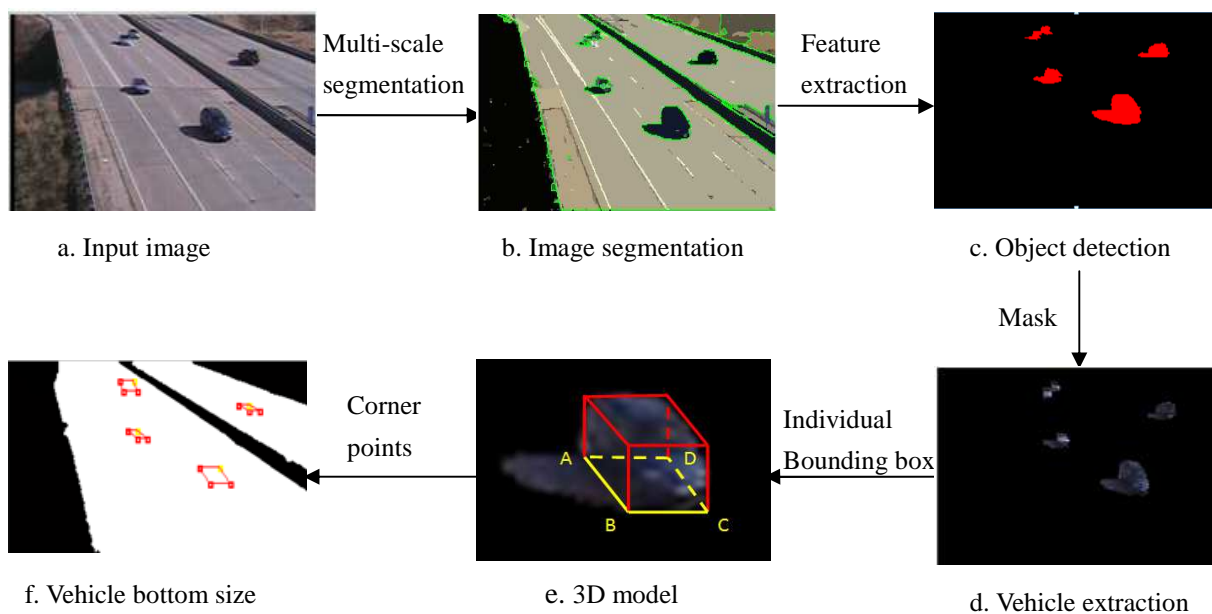 Multi-scale
segmentation
Feature
extraction
a. Input image
b. Image segmentation
c. Object detection
Mask
Corner
points
A
D
B
C
Individual
Bounding box
f. Vehicle bottom size
e. 3D model
d. Vehicle extraction